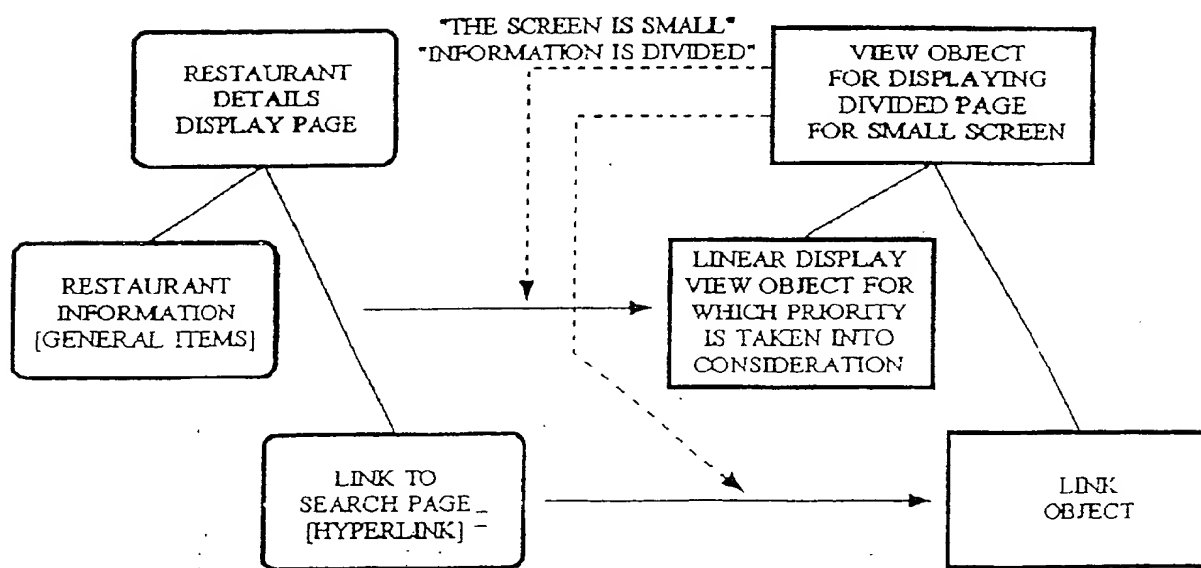 "THE SCREEN IS SMALL"
"INFORMATION IS DIVIDED"
RESTAURANT
DETAILS
DISPLAY PAGE
VIEW OBJECT
FOR DISPLAYING
DIVIDED PAGE
FOR SMALL SCREEN
RESTAURANT
INFORMATION
[GENERAL ITEMS]
LINEAR DISPLAY
VIEW OBJECT FOR
WHICH PRIORITY
IS TAKEN INTO
CONSIDERATION
LINK TO
SEARCH PAGE
[HYPERLINK]
LINK
OBJECT